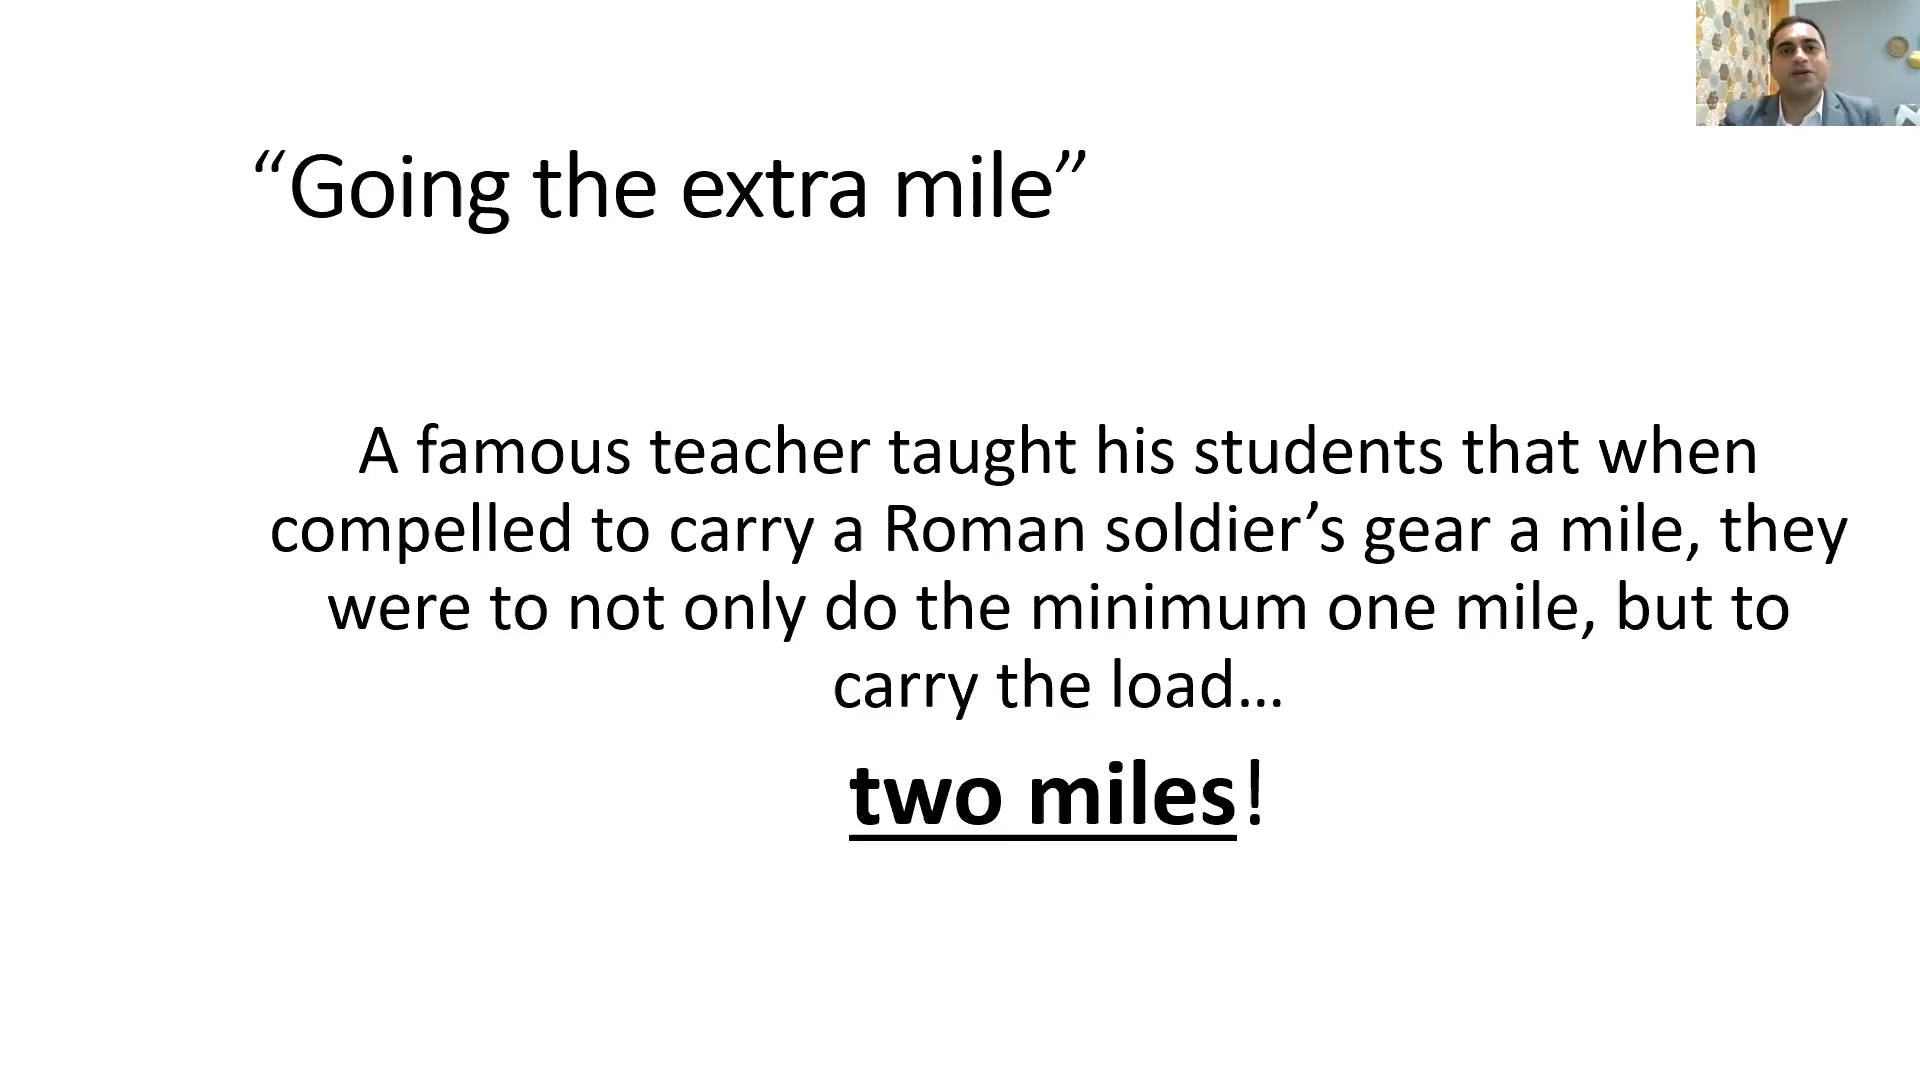 “Going the extra mile”
A famous teacher taught his students that when
compelled to carry a Roman soldier’s gear a mile, they
were to not only do the minimum one mile, but to
carry the load…
two miles!